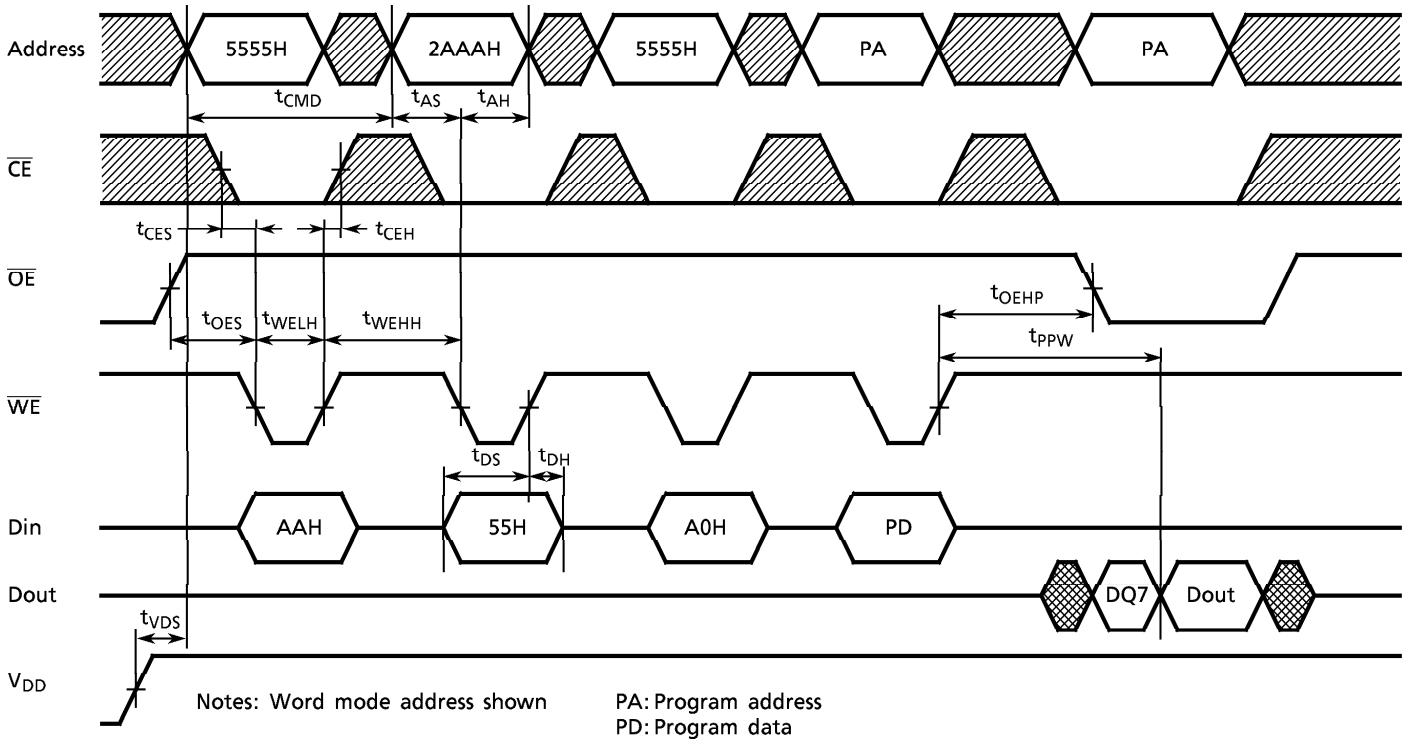 Address 5555H 2AAAH 5555H PA PA
tCMD tAS tAH
CE
tCES tCEH
OE
tOES tWELH tWEHH tOEHP
tPPW
WE
tDS tDH
Din AAH 55H A0H PD
Dout DQ7 Dout
tVDS
VDD
Notes: Word mode address shown PA: Program address
PD: Program data